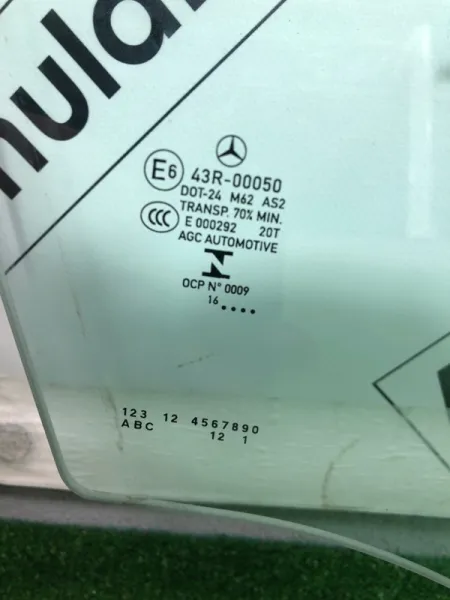 nula
E6 43R-00050
DOT-24 M62 AS2
CCC TRANSP. 70% MIN.
E 000292 20T
AGC AUTOMOTIVE
N
OCP N° 0009
16 ....
123 12 4567890
ABC 12 1